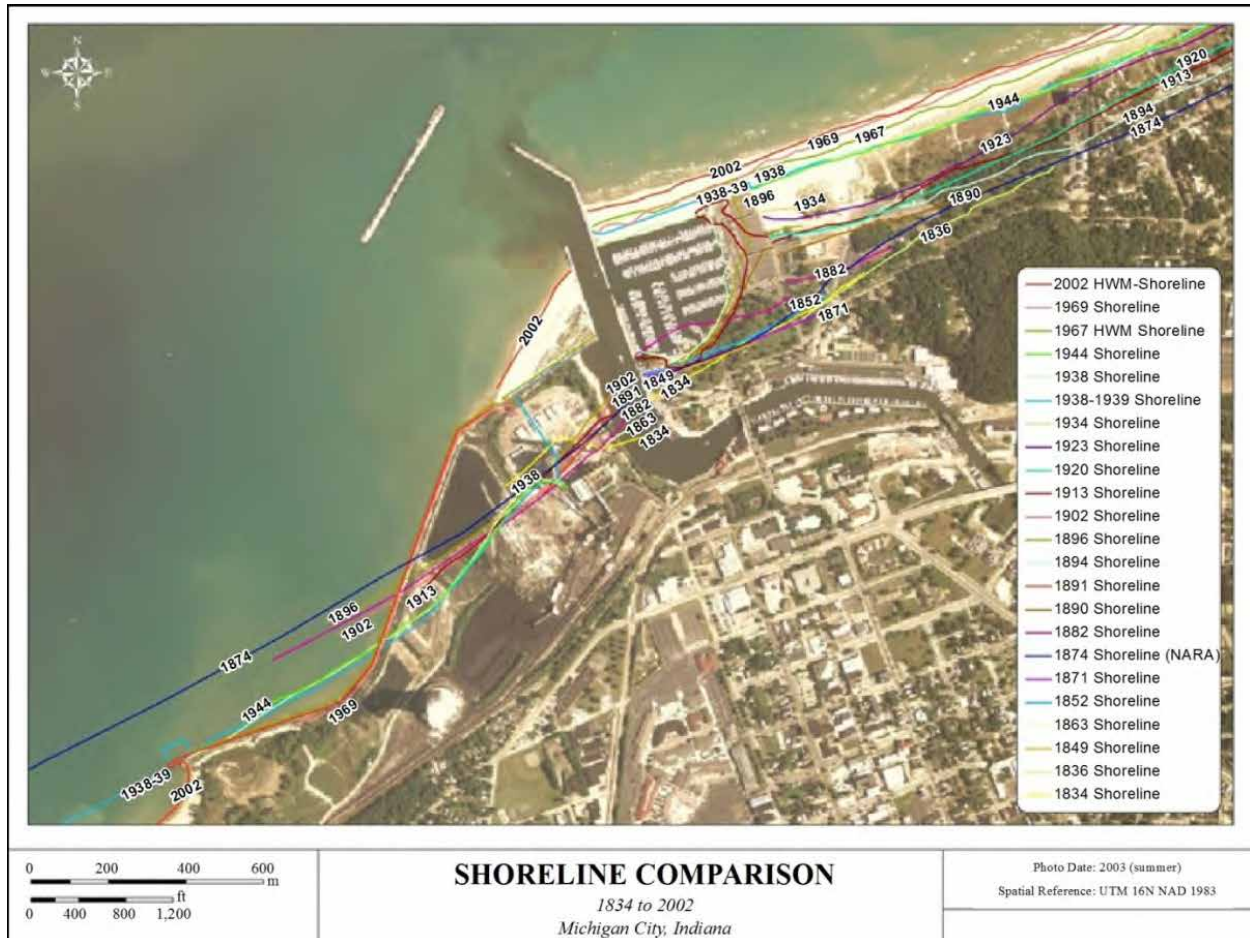 N
W
E
S
1920
1913
1944
1894
1967
1874
1969
1923
2002
1938
1938-39
1896
1934
1890
1836
1882
1852
1871
2002
1902
1849
1891
1834
1882
1863
1834
1938
1913
1896
1902
1874
1944
1969
1938-39
2002
2002 HWM-Shoreline
1969 Shoreline
1967 HWM Shoreline
1944 Shoreline
1938 Shoreline
1938-1939 Shoreline
1934 Shoreline
1923 Shoreline
1920 Shoreline
1913 Shoreline
1902 Shoreline
1896 Shoreline
1894 Shoreline
1891 Shoreline
1890 Shoreline
1882 Shoreline
1874 Shoreline (NARA)
1871 Shoreline
1852 Shoreline
1863 Shoreline
1849 Shoreline
1836 Shoreline
1834 Shoreline
0 200 400 600
m
ft
0 400 800 1,200
SHORELINE COMPARISON
1834 to 2002
Michigan City, Indiana
Photo Date: 2003 (summer)
Spatial Reference: UTM 16N NAD 1983